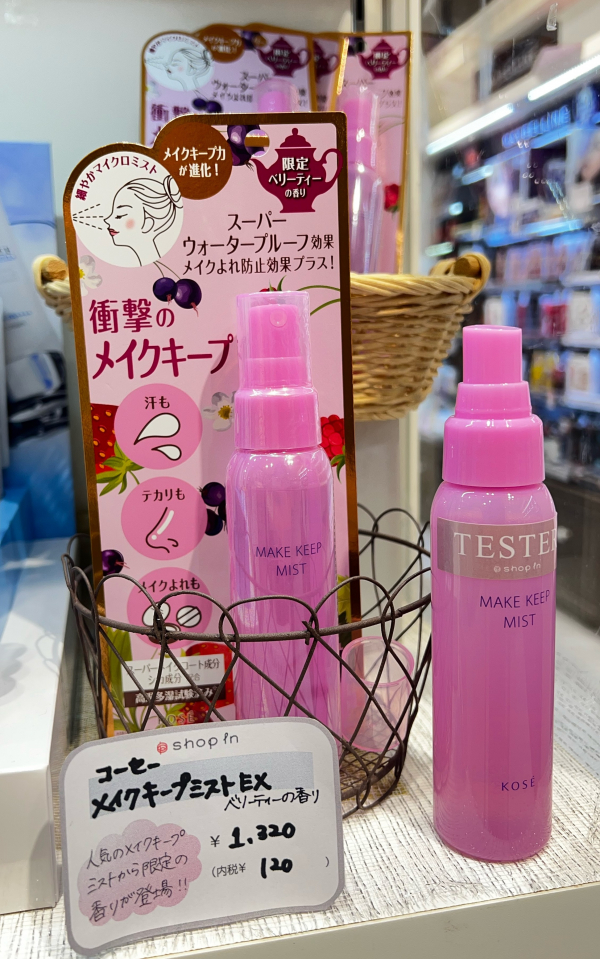 細やかマイクロミスト
メイクキープ力
が進化!
限定
ベリーティー
の香り
スーパー
ウォータープルーフ効果
メイクよれ防止効果プラス!
衝撃の
メイクキープ
汗も
テカリも
メイクよれも
MAKE KEEP
MIST
TESTER
shop in
MAKE KEEP
MIST
KOSÉ
shop in
コーセー
メイクキープミストEX
ベリーティーの香り
¥ 1,320
(内税¥ 120 )
人気のメイクキープ
ミストから限定の
香りが登場!!